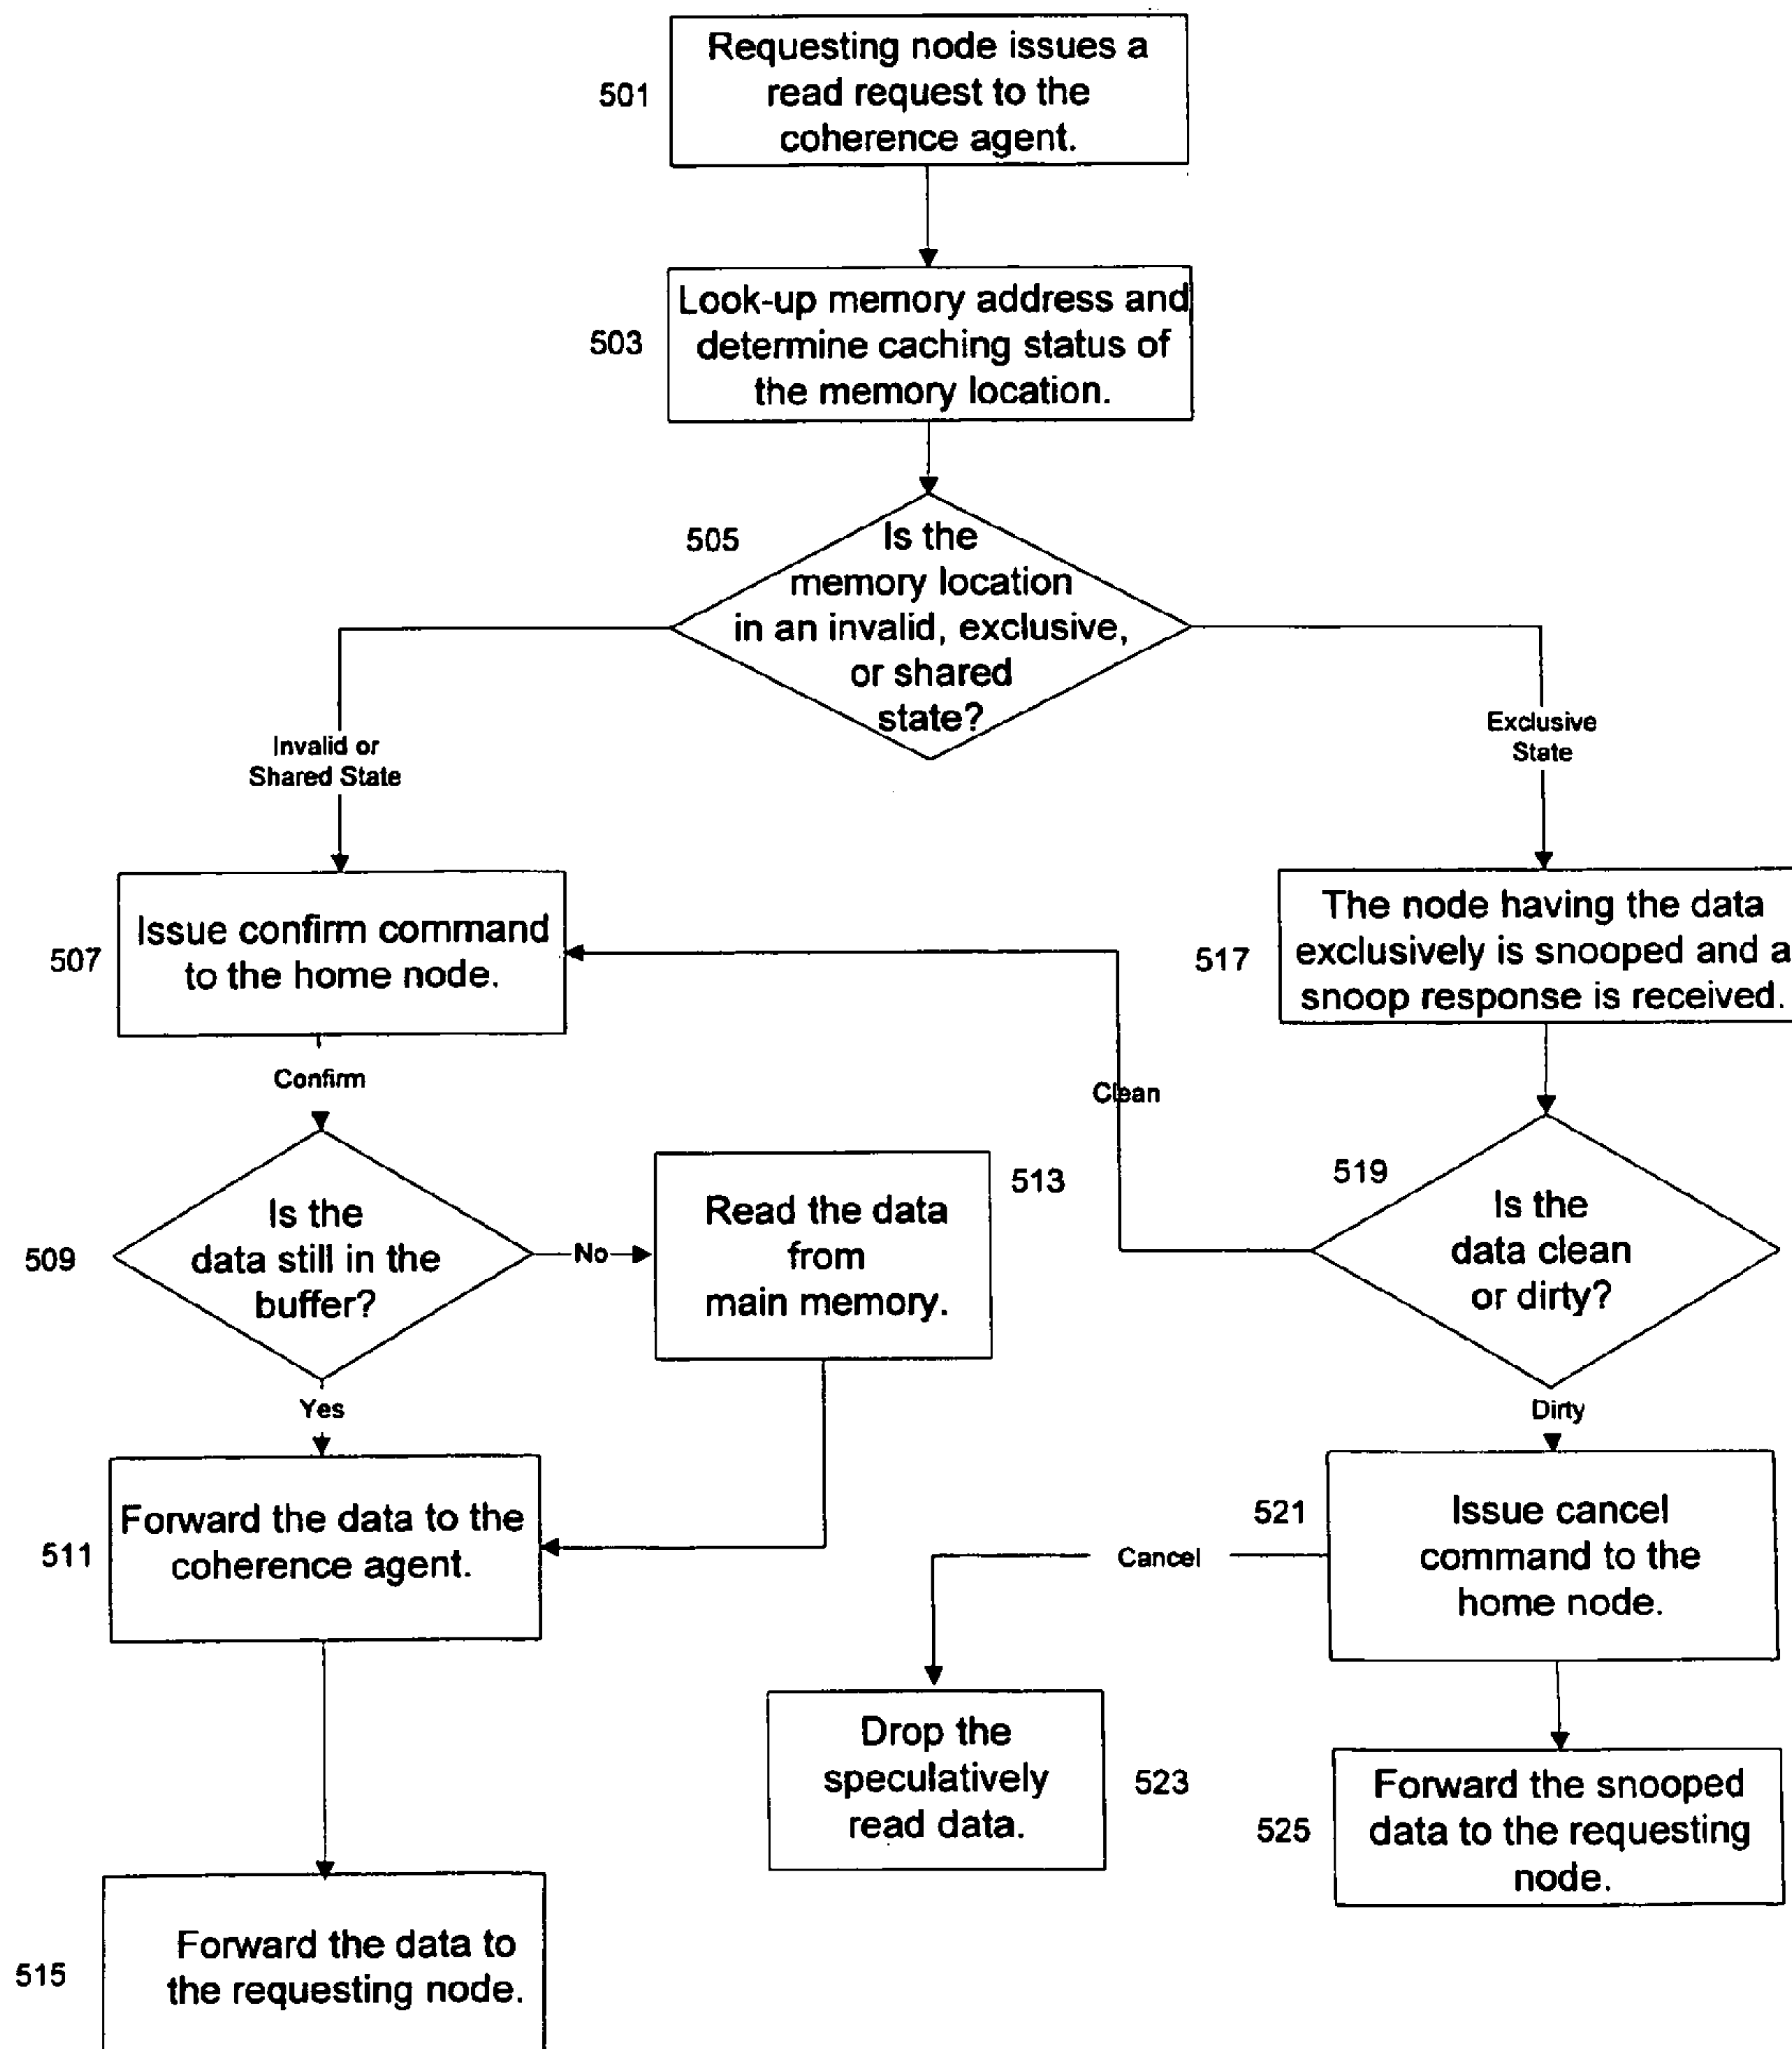 501
Requesting node issues a
read request to the
coherence agent.
503
Look-up memory address and
determine caching status of
the memory location.
505
Is the
memory location
in an invalid, exclusive,
or shared
state?
Invalid or
Shared State
Exclusive
State
507
Issue confirm command
to the home node.
517
The node having the data
exclusively is snooped and a
snoop response is received.
Confirm
Clean
509
Is the
data still in the
buffer?
No
513
Read the data
from
main memory.
519
Is the
data clean
or dirty?
Yes
Dirty
511
Forward the data to the
coherence agent.
521
Issue cancel
command to the
home node.
Cancel
523
Drop the
speculatively
read data.
525
Forward the snooped
data to the requesting
node.
515
Forward the data to
the requesting node.